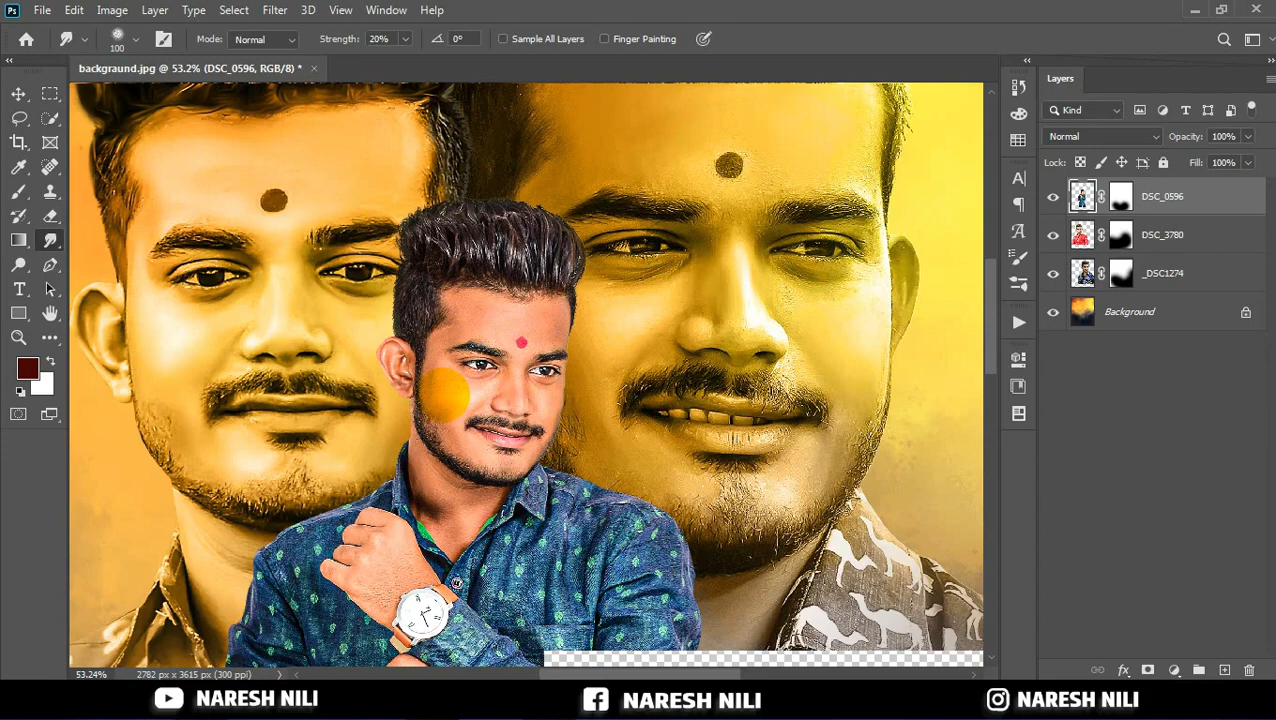 Ps File Edit Image Layer Type Select Filter 3D View Window Help
100 Mode: Normal Strength: 20% 0° Sample All Layers Finger Painting
backgraund.jpg @ 53.2% (DSC_0596, RGB/8) *
Layers
Kind
Normal Opacity: 100%
Lock: Fill: 100%
DSC_0596
DSC_3780
_DSC1274
Background
53.24% 2782 px x 3615 px (300 ppi)
NARESH NILI NARESH NILI NARESH NILI